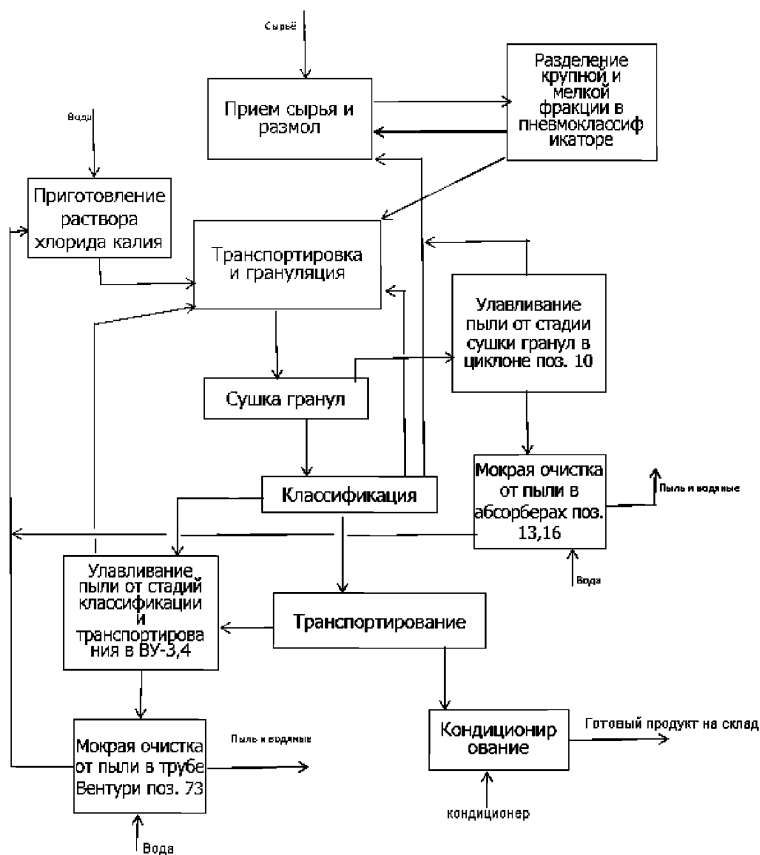 Сырьё
Прием сырья и
размол
Разделение
крупной и
мелкой
фракции в
пневмоклассиф
икаторе
Вода
Приготовление
раствора
хлорида калия
Транспортировка
и грануляция
Улавливание
пыли от стадии
сушки гранул в
циклоне поз. 10
Сушка гранул
Классификация
Мокрая очистка
от пыли в
абсорберах поз.
13,16
Пыль и водяные
Вода
Улавливание
пыли от стадий
классификации
и
транспортирова
ния в ВУ-3,4
Транспортирование
Мокрая очистка
от пыли в трубе
Вентури поз. 73
Пыль и водяные
Кондиционир
ование
Готовый продукт на склад
кондиционер
Вода